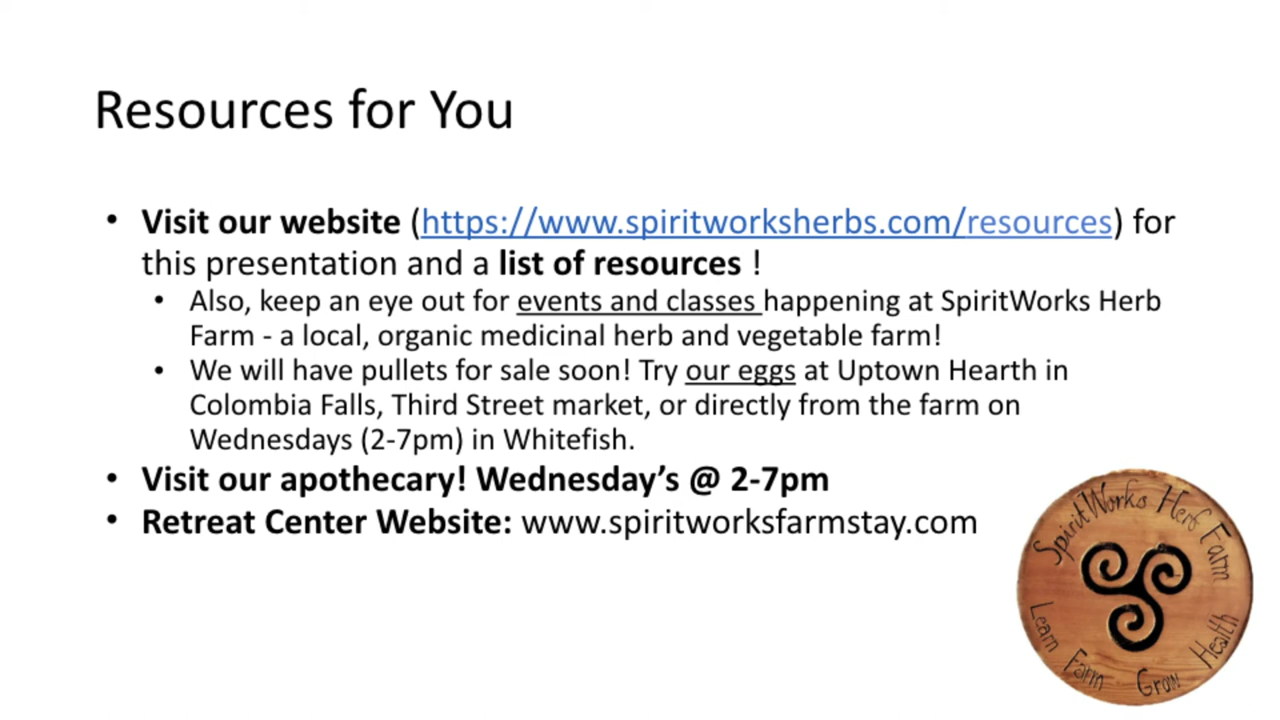 Resources for You
• Visit our website (https://www.spiritworksherbs.com/resources) for
this presentation and a list of resources !
• Also, keep an eye out for events and classes happening at SpiritWorks Herb
Farm - a local, organic medicinal herb and vegetable farm!
• We will have pullets for sale soon! Try our eggs at Uptown Hearth in
Colombia Falls, Third Street market, or directly from the farm on
Wednesdays (2-7pm) in Whitefish.
• Visit our apothecary! Wednesday’s @ 2-7pm
• Retreat Center Website: www.spiritworksfarmstay.com
SpiritWorks Herb Farm
Learn Farm Grow Health